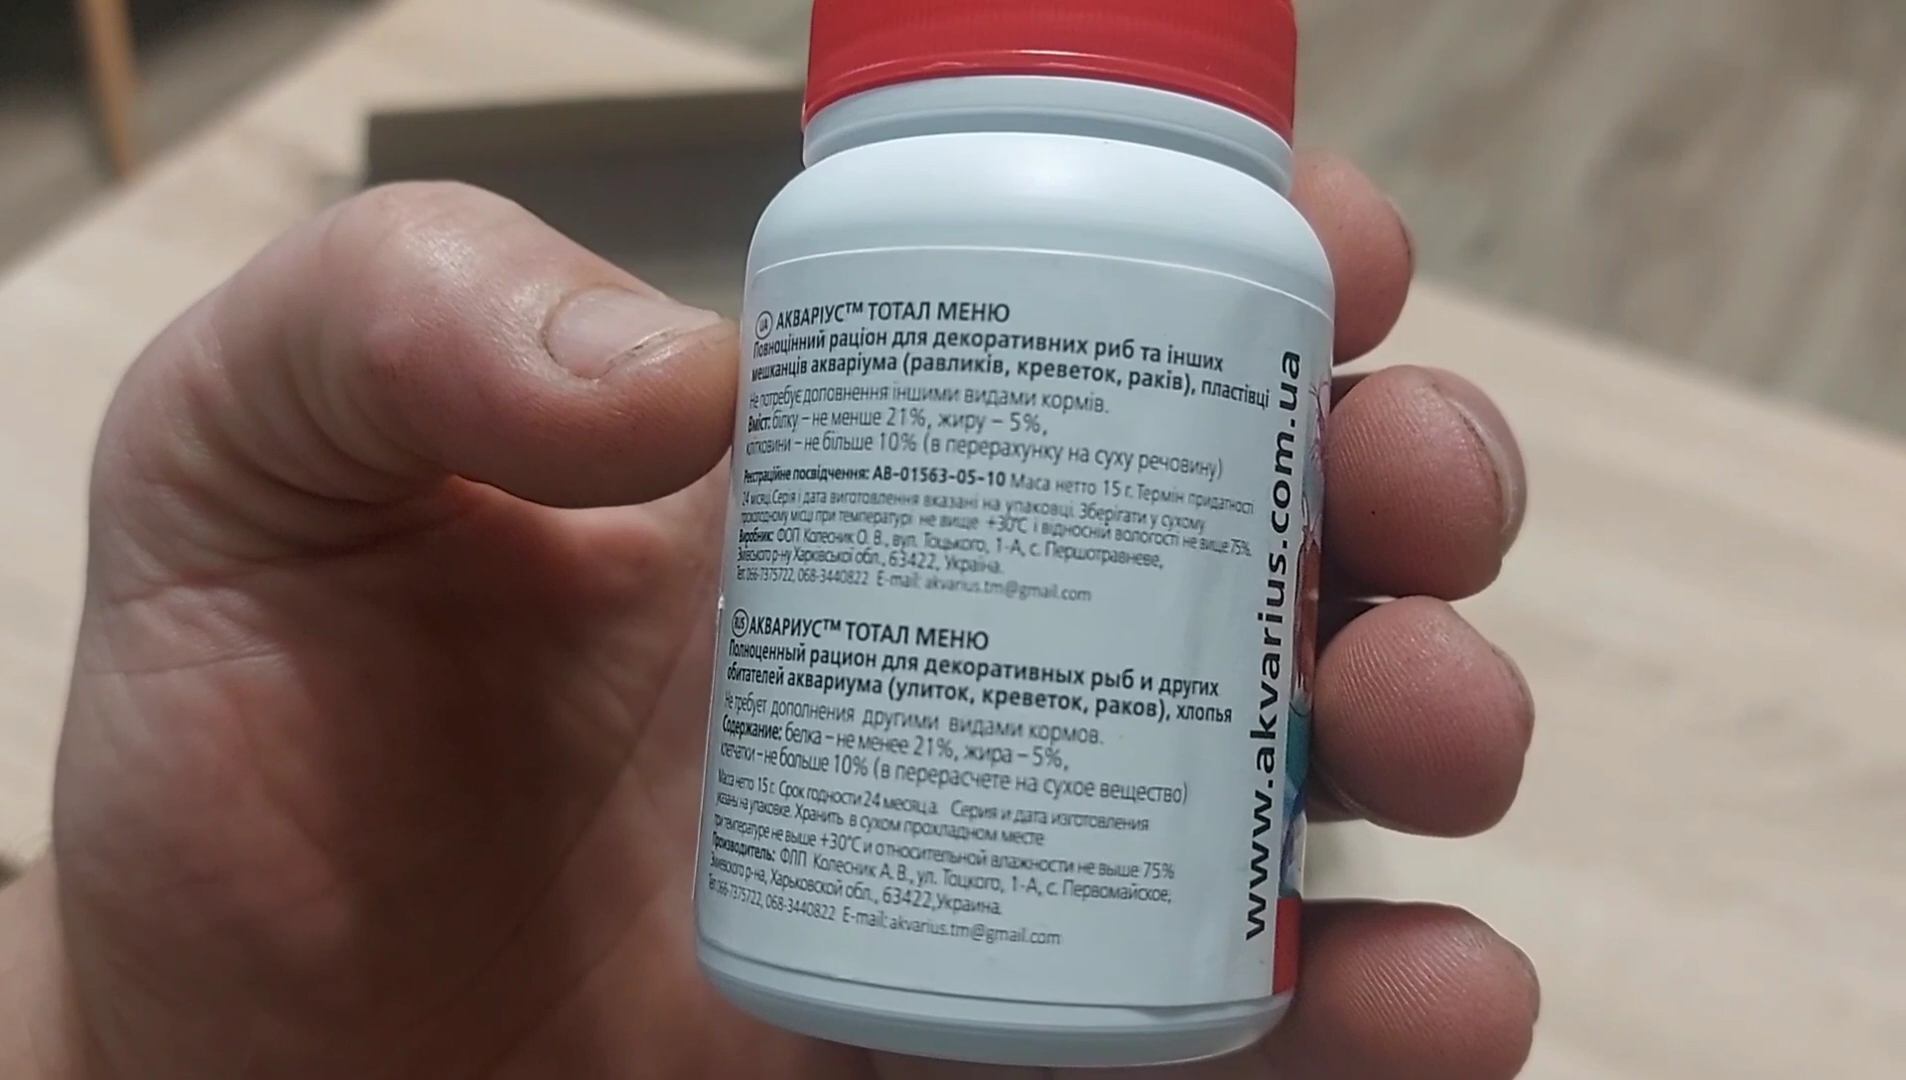 UA АКВАРІУС™ ТОТАЛ МЕНЮ
Повноцінний раціон для декоративних риб та інших
мешканців акваріума (равликів, креветок, раків), пластівці
Не потребує доповнення іншими видами кормів.
Вміст: білку – не менше 21%, жиру – 5%,
клітковини – не більше 10% (в перерахунку на суху речовину)
Реєстраційне посвідчення: АВ-01563-05-10 Маса нетто 15 г. Термін придатності
24 місяці. Серія і дата виготовлення вказані на упаковці. Зберігати у сухому
прохолодному місці при температурі не вище +30°С і відносній вологості не вище 75%.
Виробник: ФОП Колесник О. В., вул. Тоцького, 1-А, с. Першотравневе,
Зміївського р-ну Харківської обл., 63422, Україна.
Тел: 066-7375722, 068-3440822 E-mail: akvarius.tm@gmail.com
RUS АКВАРИУС™ ТОТАЛ МЕНЮ
Полноценный рацион для декоративных рыб и других
обитателей аквариума (улиток, креветок, раков), хлопья
Не требует дополнения другими видами кормов.
Содержание: белка – не менее 21%, жира – 5%,
клетчатки – не больше 10% (в перерасчете на сухое вещество)
Масса нетто 15 г. Срок годности 24 месяца. Серия и дата изготовления
указаны на упаковке. Хранить в сухом прохладном месте
при температуре не выше +30°С и относительной влажности не выше 75%
Производитель: ФЛП Колесник А. В., ул. Тоцкого, 1-А, с. Первомайское,
Змиевского р-на, Харьковской обл., 63422,Украина.
Тел: 066-7375722, 068-3440822 E-mail: akvarius.tm@gmail.com
www.akvarius.com.ua